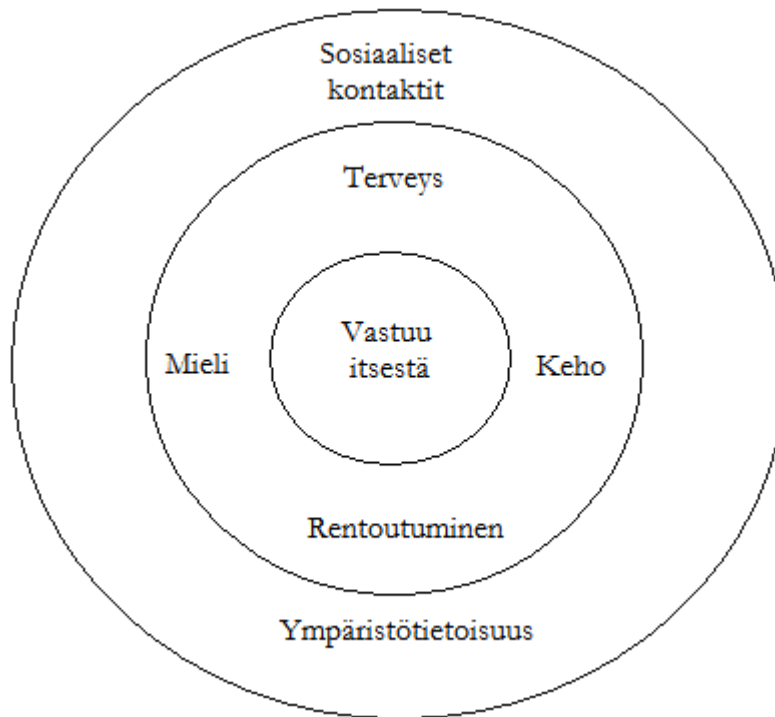 Sosiaaliset
kontaktit
Terveys
Vastuu
itsestä
Mieli
Keho
Rentoutuminen
Ympäristötietoisuus